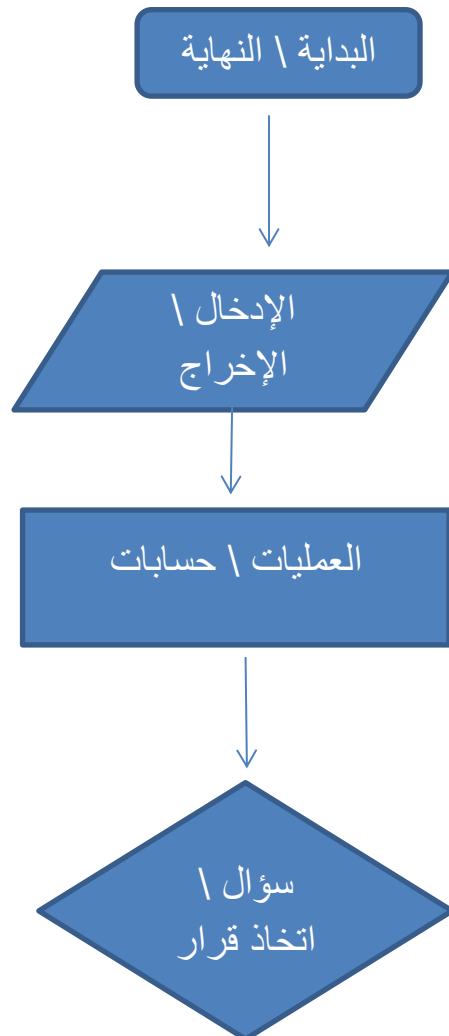 البداية \ النهاية
الإدخال \
الإخراج
العمليات \ حسابات
سؤال \
اتخاذ قرار